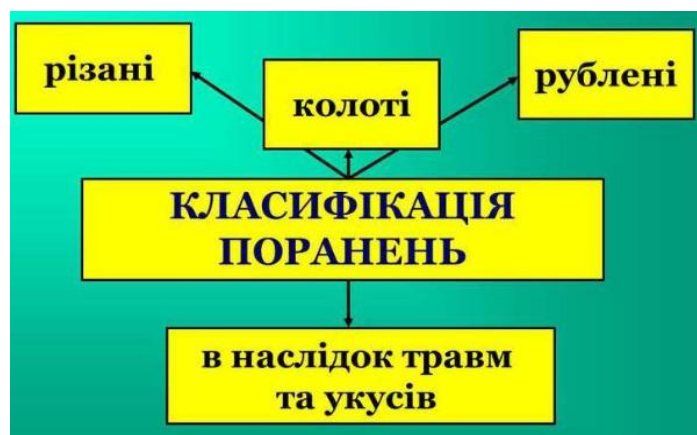 різані
колоті
рублені
КЛАСИФІКАЦІЯ
ПОРАНЕНЬ
в наслідок травм
та укусів